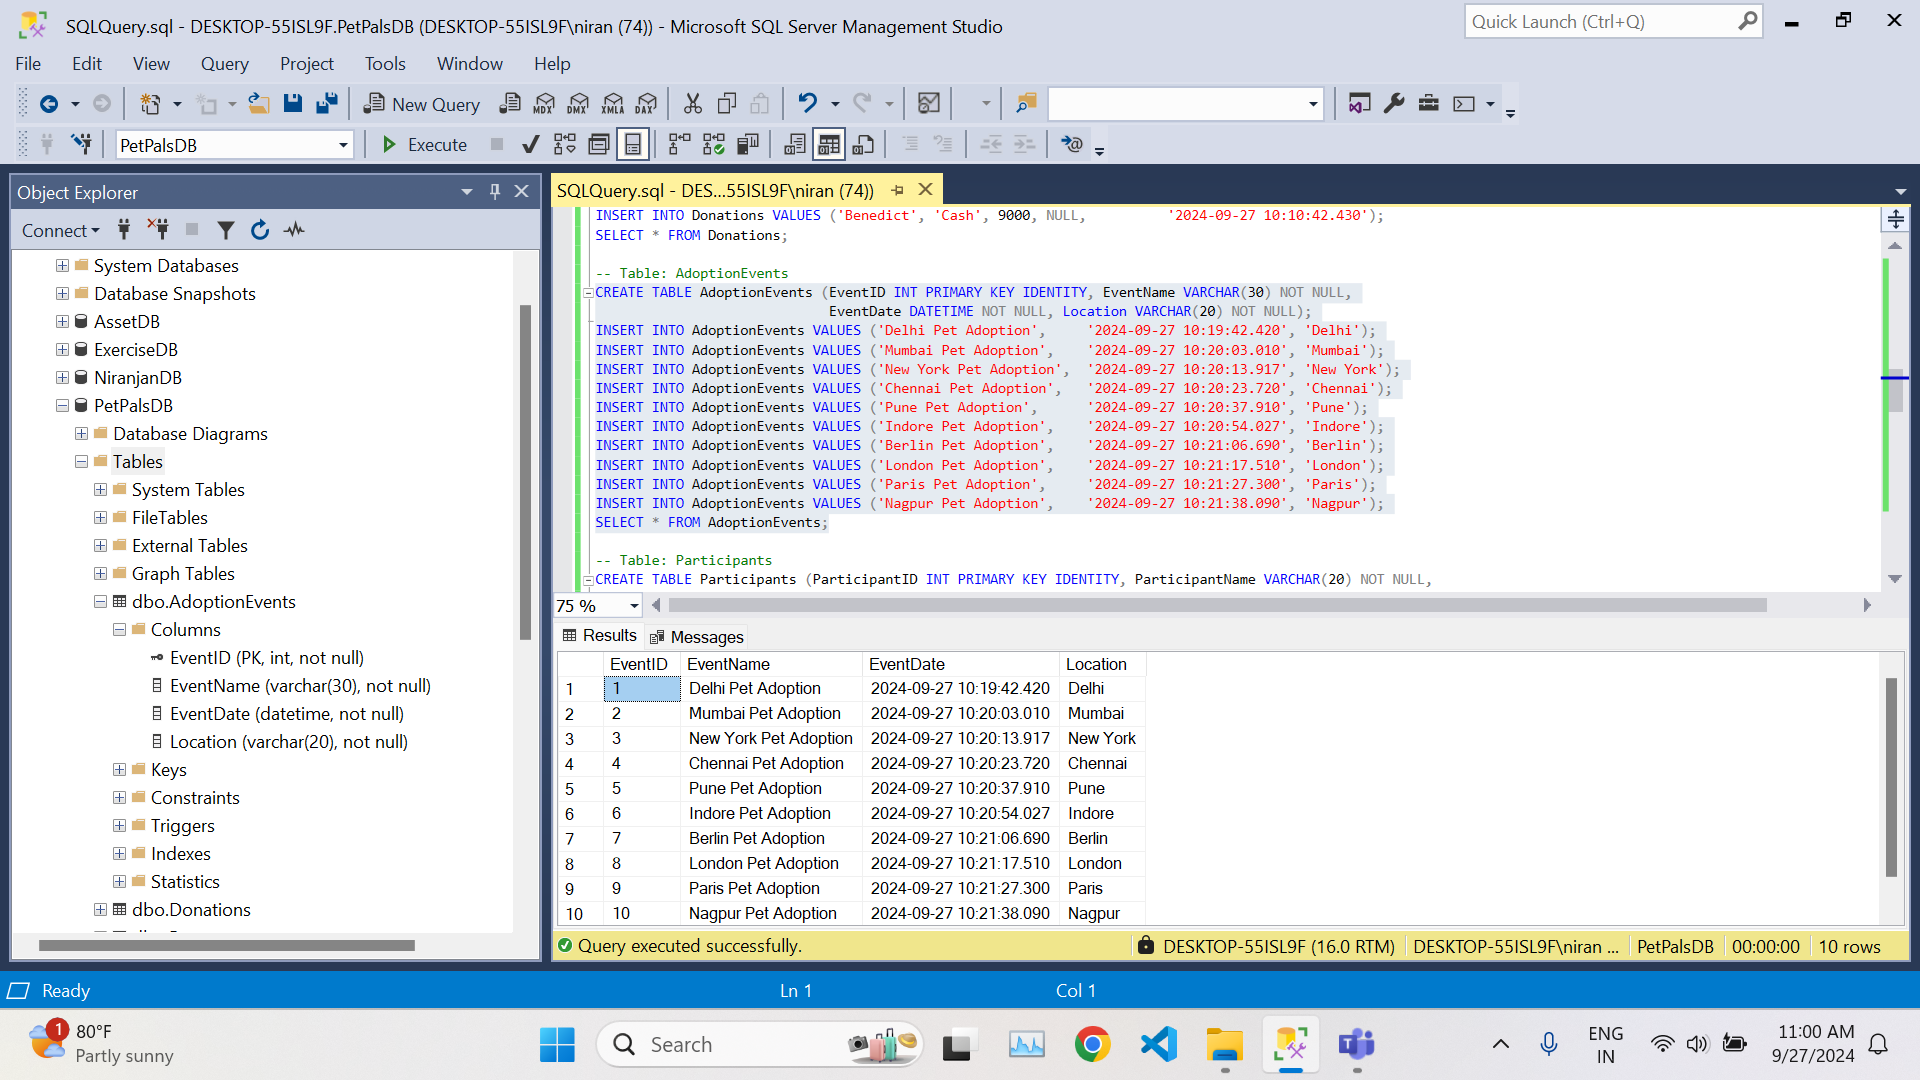 SQLQuery.sql - DESKTOP-55ISL9F.PetPalsDB (DESKTOP-55ISL9F\niran (74)) - Microsoft SQL Server Management Studio
Quick Launch (Ctrl+Q)
File Edit View Query Project Tools Window Help
New Query MDX DMX XMLA DAX
PetPalsDB Execute
Object Explorer
Connect
System Databases
Database Snapshots
AssetDB
ExerciseDB
NiranjanDB
PetPalsDB
Database Diagrams
Tables
System Tables
FileTables
External Tables
Graph Tables
dbo.AdoptionEvents
Columns
EventID (PK, int, not null)
EventName (varchar(30), not null)
EventDate (datetime, not null)
Location (varchar(20), not null)
Keys
Constraints
Triggers
Indexes
Statistics
dbo.Donations
SQLQuery.sql - DES...55ISL9F\niran (74))
INSERT INTO Donations VALUES ('Benedict', 'Cash', 9000, NULL, '2024-09-27 10:10:42.430');
SELECT * FROM Donations;
-- Table: AdoptionEvents
CREATE TABLE AdoptionEvents (EventID INT PRIMARY KEY IDENTITY, EventName VARCHAR(30) NOT NULL,
EventDate DATETIME NOT NULL, Location VARCHAR(20) NOT NULL);
INSERT INTO AdoptionEvents VALUES ('Delhi Pet Adoption', '2024-09-27 10:19:42.420', 'Delhi');
INSERT INTO AdoptionEvents VALUES ('Mumbai Pet Adoption', '2024-09-27 10:20:03.010', 'Mumbai');
INSERT INTO AdoptionEvents VALUES ('New York Pet Adoption', '2024-09-27 10:20:13.917', 'New York');
INSERT INTO AdoptionEvents VALUES ('Chennai Pet Adoption', '2024-09-27 10:20:23.720', 'Chennai');
INSERT INTO AdoptionEvents VALUES ('Pune Pet Adoption', '2024-09-27 10:20:37.910', 'Pune');
INSERT INTO AdoptionEvents VALUES ('Indore Pet Adoption', '2024-09-27 10:20:54.027', 'Indore');
INSERT INTO AdoptionEvents VALUES ('Berlin Pet Adoption', '2024-09-27 10:21:06.690', 'Berlin');
INSERT INTO AdoptionEvents VALUES ('London Pet Adoption', '2024-09-27 10:21:17.510', 'London');
INSERT INTO AdoptionEvents VALUES ('Paris Pet Adoption', '2024-09-27 10:21:27.300', 'Paris');
INSERT INTO AdoptionEvents VALUES ('Nagpur Pet Adoption', '2024-09-27 10:21:38.090', 'Nagpur');
SELECT * FROM AdoptionEvents;
-- Table: Participants
CREATE TABLE Participants (ParticipantID INT PRIMARY KEY IDENTITY, ParticipantName VARCHAR(20) NOT NULL,
75 %
Results Messages
EventID EventName EventDate Location
1 1 Delhi Pet Adoption 2024-09-27 10:19:42.420 Delhi
2 2 Mumbai Pet Adoption 2024-09-27 10:20:03.010 Mumbai
3 3 New York Pet Adoption 2024-09-27 10:20:13.917 New York
4 4 Chennai Pet Adoption 2024-09-27 10:20:23.720 Chennai
5 5 Pune Pet Adoption 2024-09-27 10:20:37.910 Pune
6 6 Indore Pet Adoption 2024-09-27 10:20:54.027 Indore
7 7 Berlin Pet Adoption 2024-09-27 10:21:06.690 Berlin
8 8 London Pet Adoption 2024-09-27 10:21:17.510 London
9 9 Paris Pet Adoption 2024-09-27 10:21:27.300 Paris
10 10 Nagpur Pet Adoption 2024-09-27 10:21:38.090 Nagpur
Query executed successfully. DESKTOP-55ISL9F (16.0 RTM) DESKTOP-55ISL9F\niran ... PetPalsDB 00:00:00 10 rows
Ready Ln 1 Col 1
1 80°F
Partly sunny
Search
ENG
IN
11:00 AM
9/27/2024